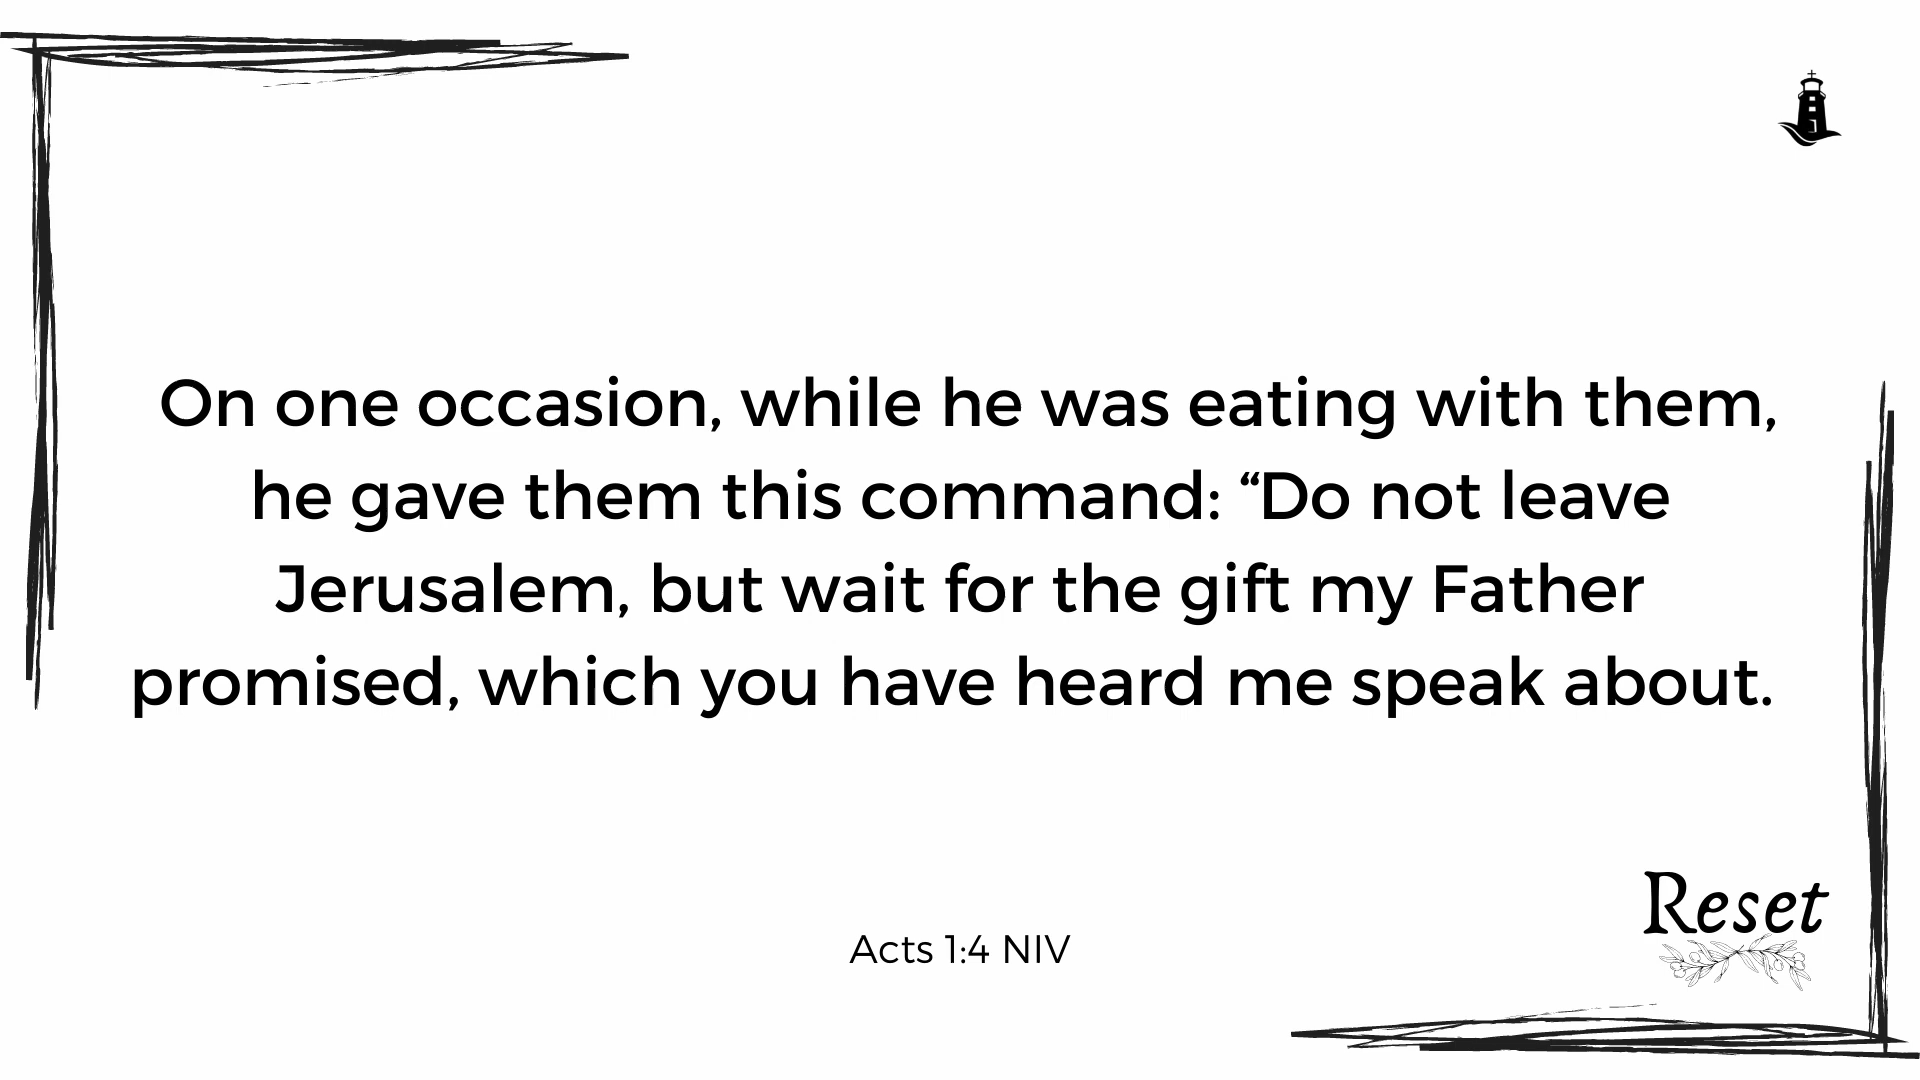 On one occasion, while he was eating with them,
he gave them this command: “Do not leave
Jerusalem, but wait for the gift my Father
promised, which you have heard me speak about.
Reset
Acts 1:4 NIV